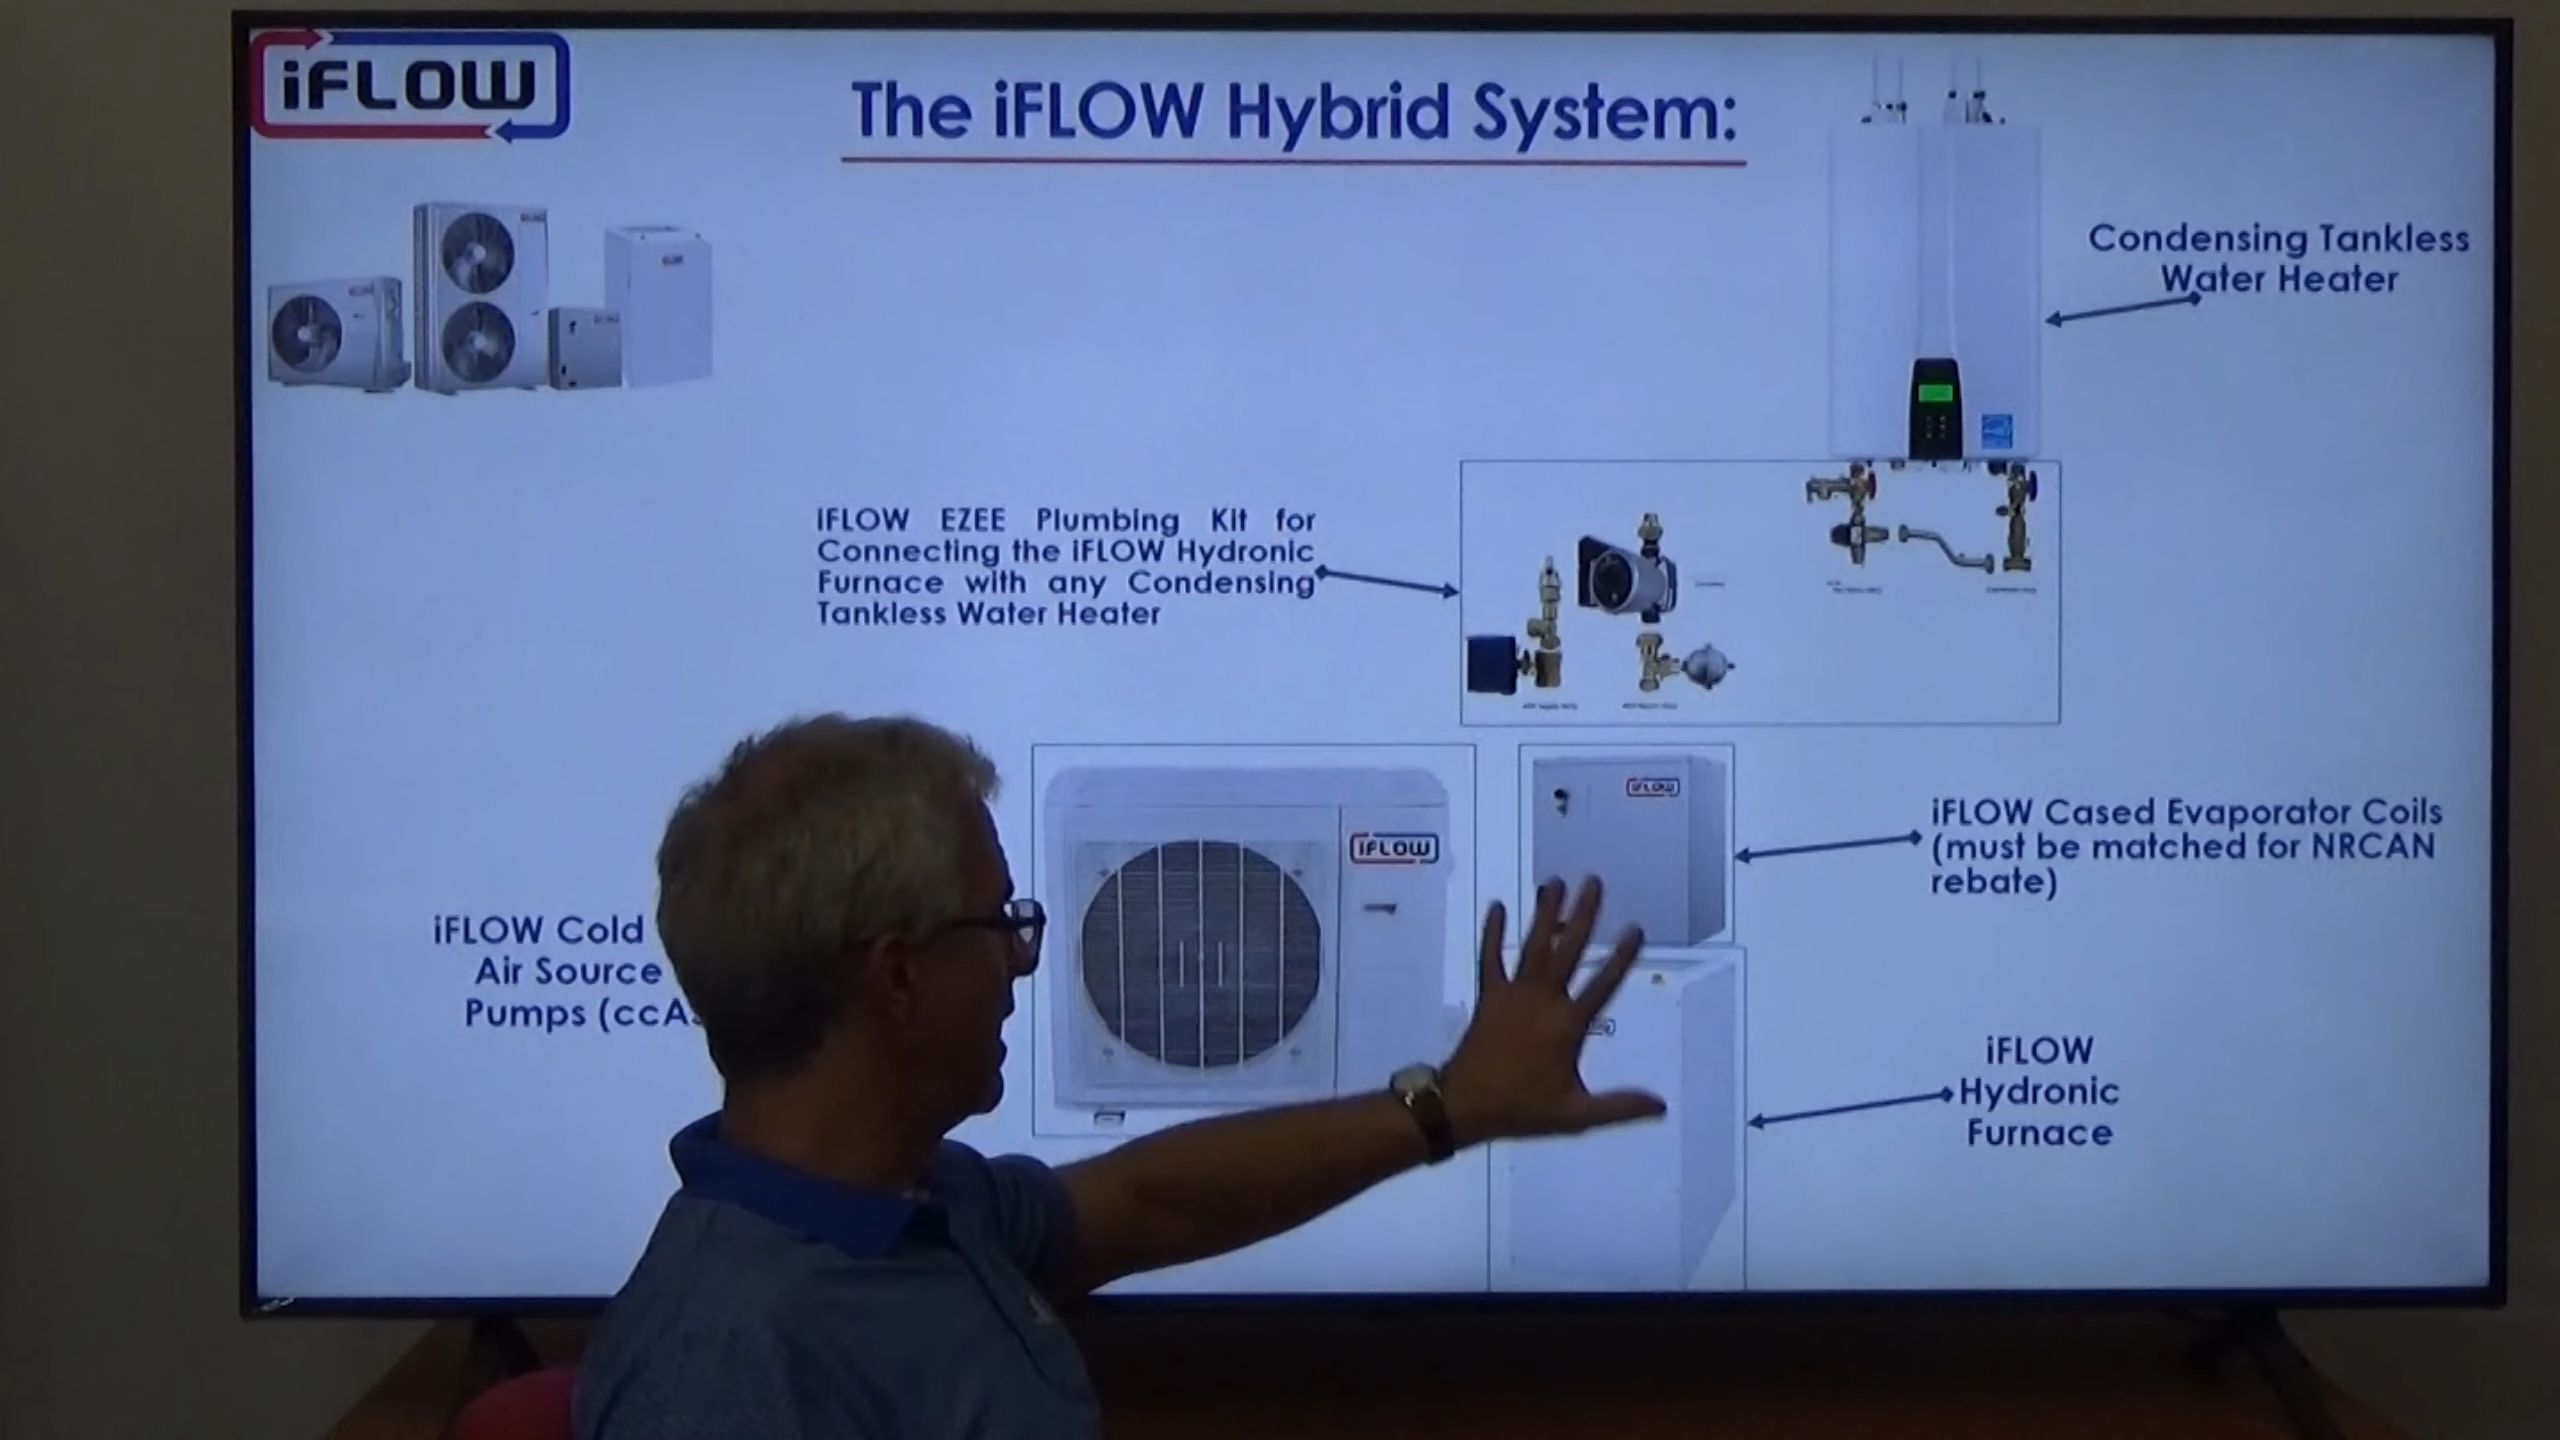 iFLOW
The iFLOW Hybrid System:
Condensing Tankless
Water Heater
iFLOW EZEE Plumbing Kit for
Connecting the iFLOW Hydronic
Furnace with any Condensing
Tankless Water Heater
iFLOW
iFLOW
iFLOW Cased Evaporator Coils
(must be matched for NRCAN
rebate)
iFLOW Cold
Air Source
Pumps
iFLOW
Hydronic
Furnace